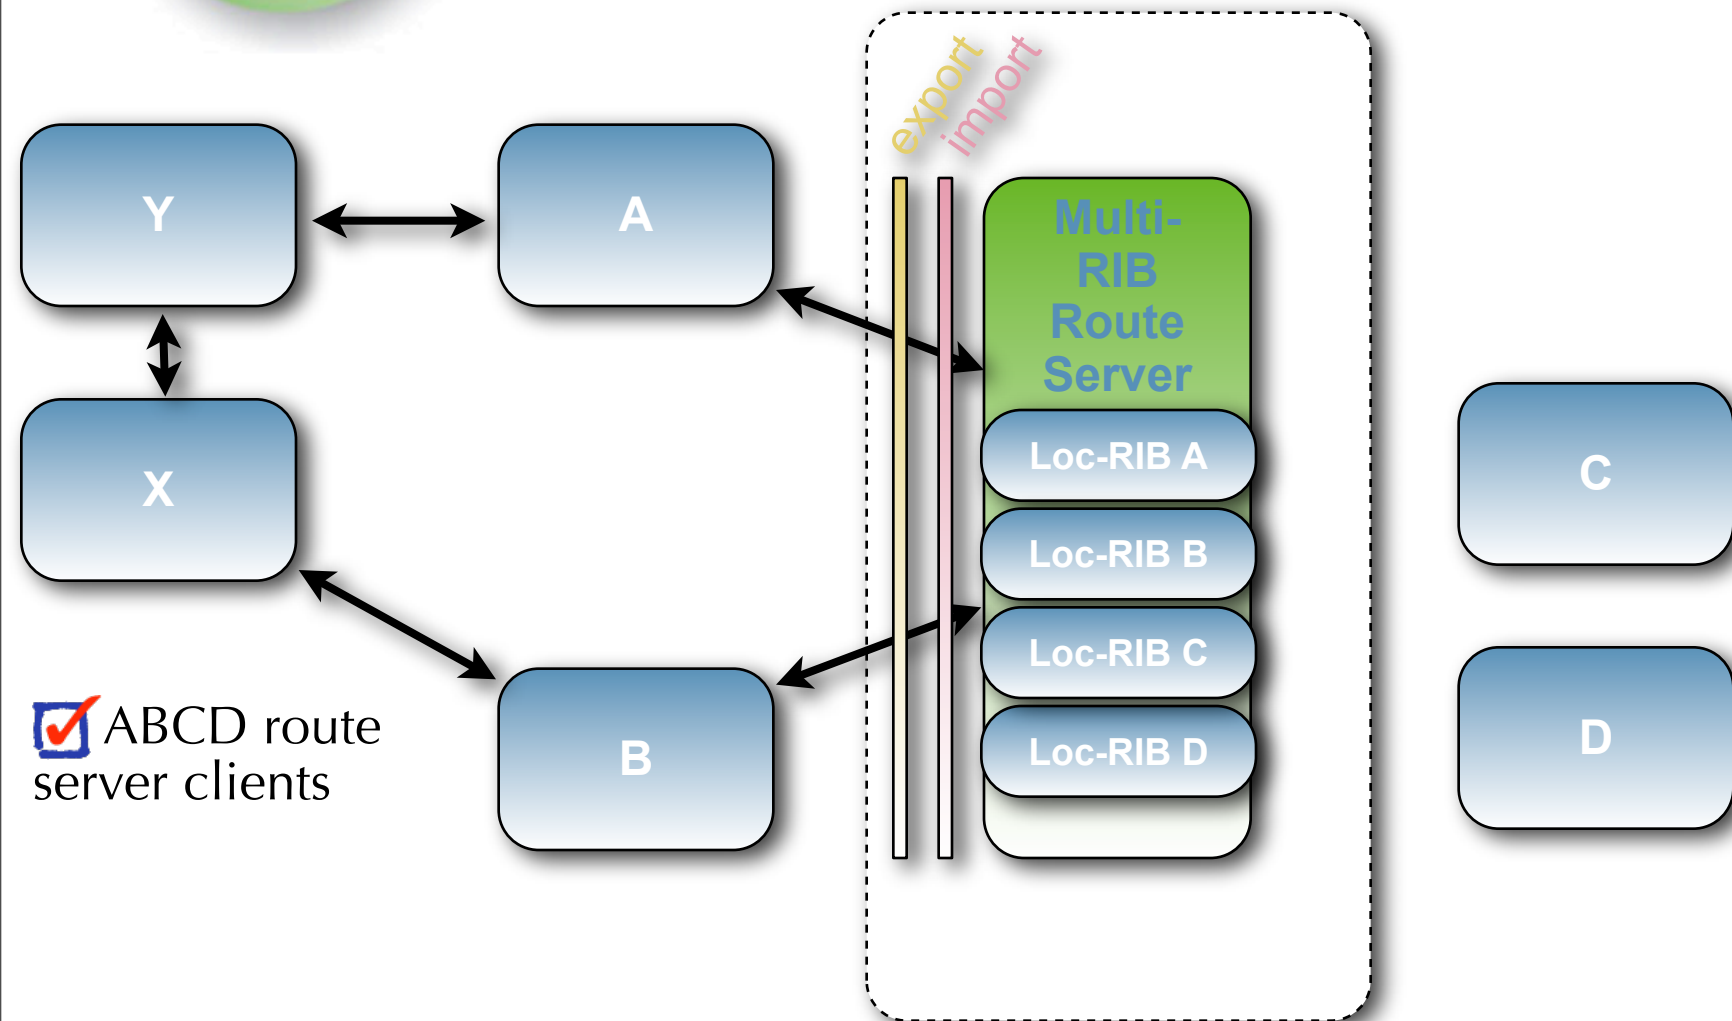 export
import
Y
A
Multi-
RIB
Route
Server
X
Loc-RIB A
Loc-RIB B
Loc-RIB C
Loc-RIB D
C
D
B
ABCD route
server clients